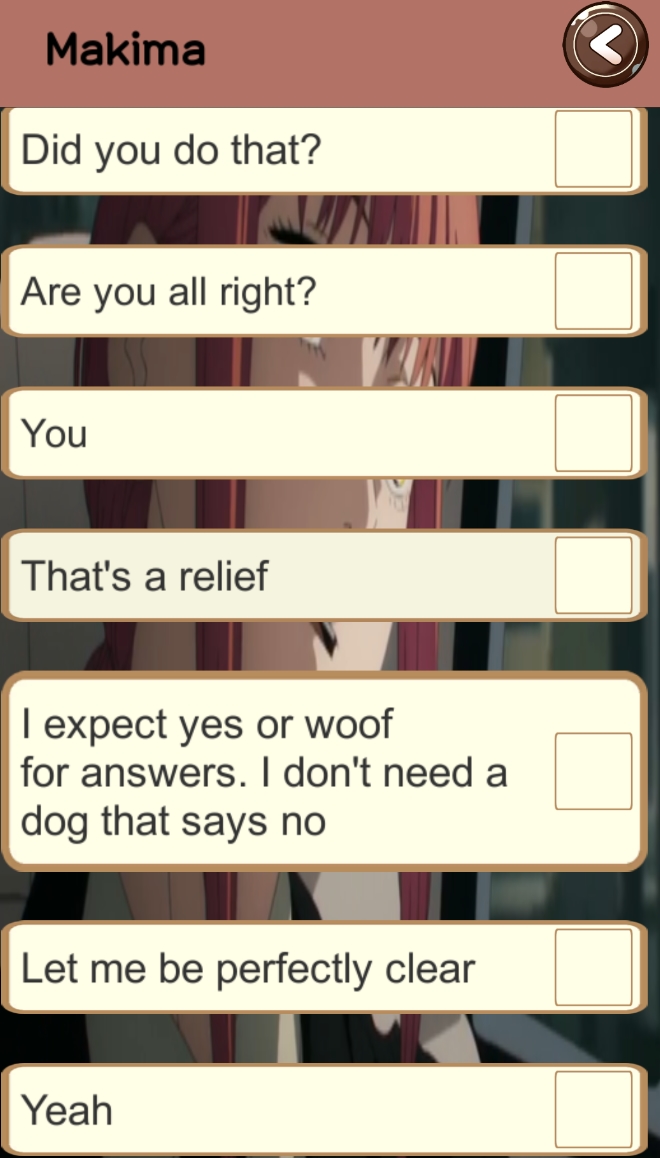 Makima
Did you do that?
Are you all right?
You
That's a relief
I expect yes or woof
for answers. I don't need a
dog that says no
Let me be perfectly clear
Yeah